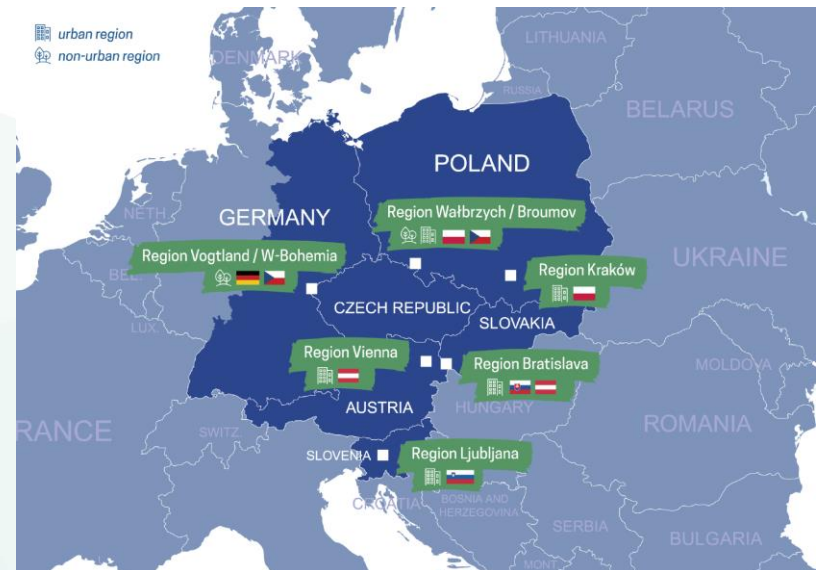 urban region
non-urban region
DENMARK
LITHUANIA
RUSSIA
BELARUS
POLAND
NETH
GERMANY
Region Wałbrzych / Broumov
Region Vogtland / W-Bohemia
UKRAINE
Region Kraków
BEL.
CZECH REPUBLIC
LUX.
SLOVAKIA
Region Vienna
Region Bratislava
MOLDOVA
AUSTRIA
HUNGARY
RANCE
SWITZ.
ROMANIA
SLOVENIA
Region Ljubljana
CROATIA
BOSNIA AND
HERZEGOVINA
SERBIA
BULGARIA
MONT.